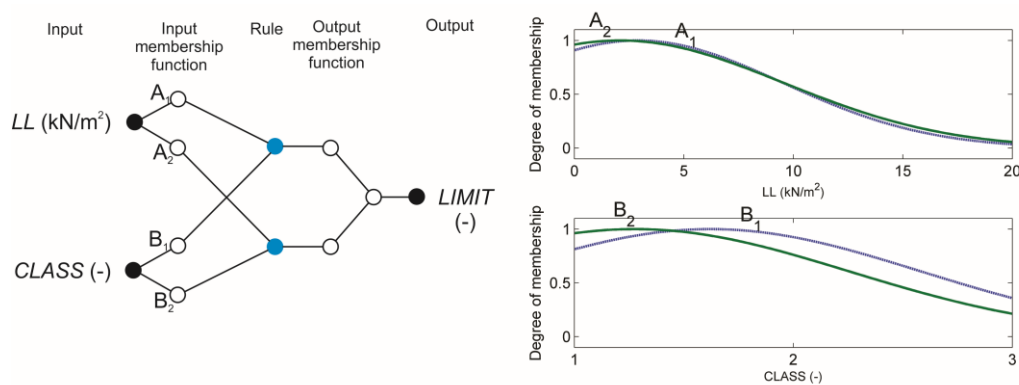 Input
Input
membership
function
Rule
Output
membership
function
Output
A₁
LL (kN/m²)
A₂
LIMIT
(-)
B₁
CLASS (-)
B₂
Degree of membership
A₂
A₁
1
0.5
0
0 5 10 15 20
LL (kN/m²)
Degree of membership
B₂
B₁
1
0.5
0
1 2 3
CLASS (-)